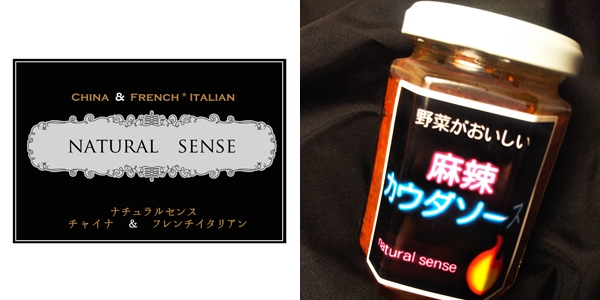 CHINA & FRENCH * ITALIAN
NATURAL SENSE
ナチュラルセンス
チャイナ & フレンチイタリアン
野菜がおいしい
麻辣
カウダソース
natural sense